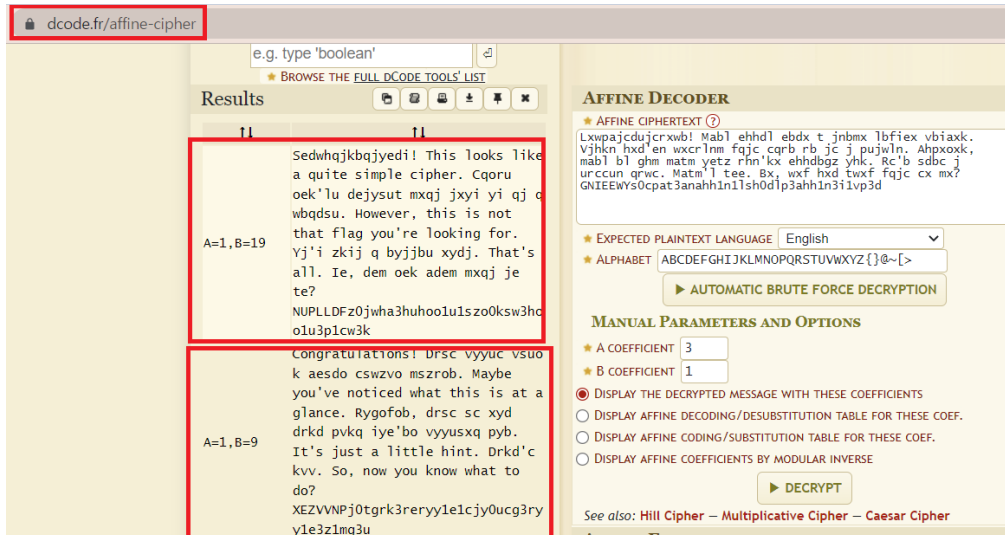 dcode.fr/affine-cipher
e.g. type 'boolean'
★ BROWSE THE FULL DCODE TOOLS' LIST
Results
↑↓ ↑↓
A=1,B=19
Sedwhqjkbqjyedi! This looks like
a quite simple cipher. Cqoru
oek'lu dejysut mxqj jxyi yi qj q
wbqdsu. However, this is not
that flag you're looking for.
Yj'i zkij q byjjbu xydj. That's
all. Ie, dem oek adem mxqj je
te?
NUPLLDFz0jwha3huhoo1u1szo0ksw3ho
o1u3p1cw3k
A=1,B=9
Congratulations! Drsc vyyuc vsuo
k aesdo cswzvo mszrob. Maybe
you've noticed what this is at a
glance. Rygofob, drsc sc xyd
drkd pvkq iye'bo vyyusxq pyb.
It's just a little hint. Drkd'c
kvv. So, now you know what to
do?
XEZVVNPj0tgrk3reryy1e1cjy0ucg3ry
y1e3z1mg3u
AFFINE DECODER
★ AFFINE CIPHERTEXT ?
Lxwpajcdujcrxwb! Mabl ehhdl ebdx t jnbmx lbfiex vbiaxk.
Vjhkn hxd'en wxcrlnm fqjc cqrb rb jc j pujwln. Ahpxoxk,
mabl bl ghm matm yetz rhn'kx ehhdbgz yhk. Rc'b sdbc j
urccun qrwc. Matm'l tee. Bx, wxf hxd twxf fqjc cx mx?
GNIEEWYs0cpat3anahh1n1lsh0dlp3ahh1n3i1vp3d
★ EXPECTED PLAINTEXT LANGUAGE English
★ ALPHABET ABCDEFGHIJKLMNOPQRSTUVWXYZ{}@~[>
▶ AUTOMATIC BRUTE FORCE DECRYPTION
MANUAL PARAMETERS AND OPTIONS
★ A COEFFICIENT 3
★ B COEFFICIENT 1
DISPLAY THE DECRYPTED MESSAGE WITH THESE COEFFICIENTS
DISPLAY AFFINE DECODING/DESUBSTITUTION TABLE FOR THESE COEF.
DISPLAY AFFINE CODING/SUBSTITUTION TABLE FOR THESE COEF.
DISPLAY AFFINE COEFFICIENTS BY MODULAR INVERSE
▶ DECRYPT
See also: Hill Cipher – Multiplicative Cipher – Caesar Cipher